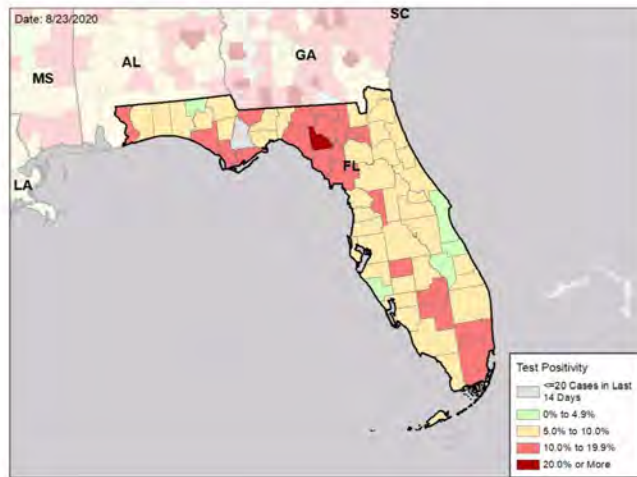 Date: 8/23/2020
SC
AL
GA
MS
FL
LA
Test Positivity
<=20 Cases in Last
14 Days
0% to 4.9%
5.0% to 10.0%
10.0% to 19.9%
20.0% or More